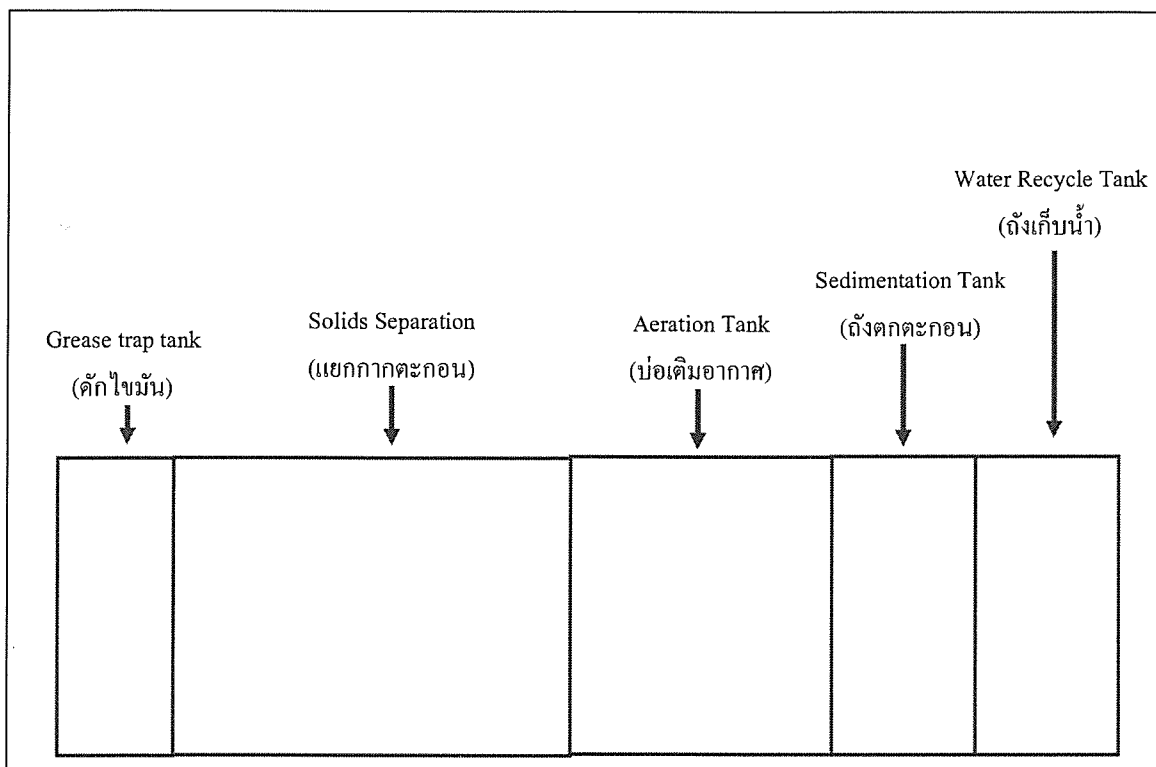 Water Recycle Tank
(ถังเก็บน้ำ)
Sedimentation Tank
(ถังตกตะกอน)
Solids Separation
(แยกกากตะกอน)
Aeration Tank
(บ่อเติมอากาศ)
Grease trap tank
(ดักไขมัน)